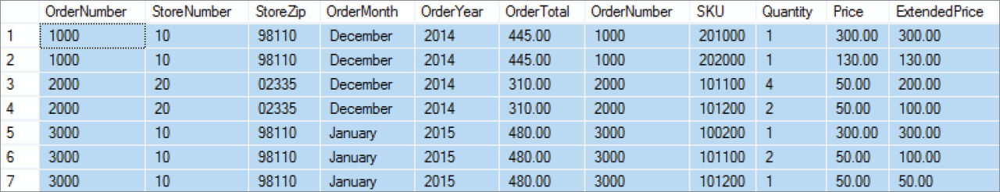 OrderNumber StoreNumber StoreZip OrderMonth OrderYear OrderTotal OrderNumber SKU Quantity Price ExtendedPrice
1 1000 10 98110 December 2014 445.00 1000 201000 1 300.00 300.00
2 1000 10 98110 December 2014 445.00 1000 202000 1 130.00 130.00
3 2000 20 02335 December 2014 310.00 2000 101100 4 50.00 200.00
4 2000 20 02335 December 2014 310.00 2000 101200 2 50.00 100.00
5 3000 10 98110 January 2015 480.00 3000 100200 1 300.00 300.00
6 3000 10 98110 January 2015 480.00 3000 101100 2 50.00 100.00
7 3000 10 98110 January 2015 480.00 3000 101200 1 50.00 50.00